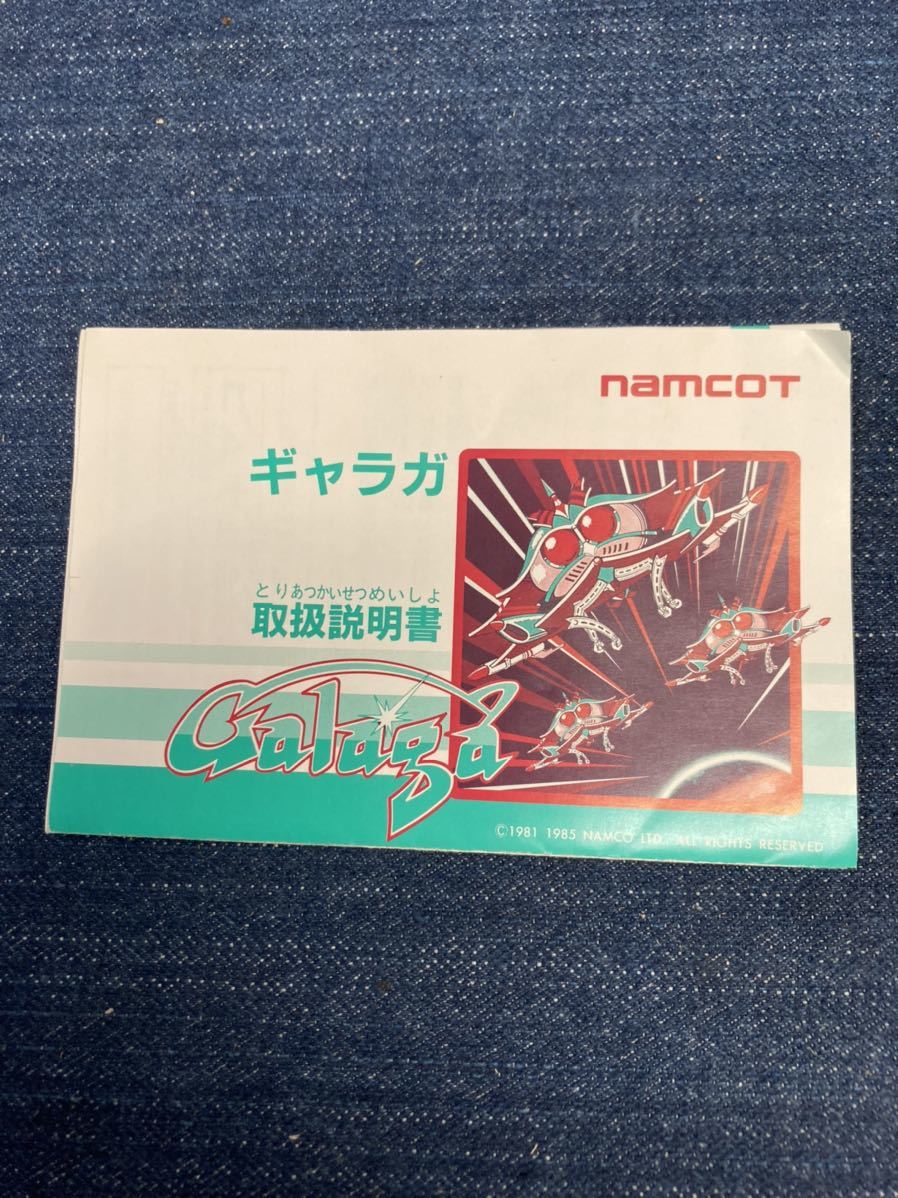 namcoT
ギャラガ
とりあつかいせつめいしょ
取扱説明書
Galaga
©1981 1985 NAMCO LTD., ALL RIGHTS RESERVED